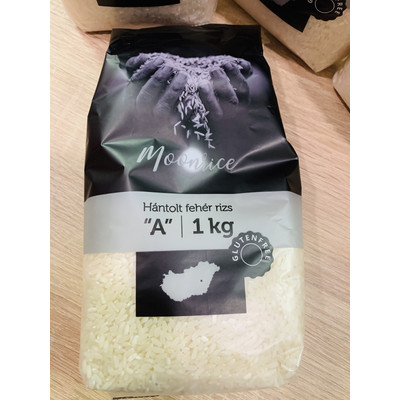 Moonrice
Hántolt fehér rizs
"A" | 1 kg
GLUTENFREE